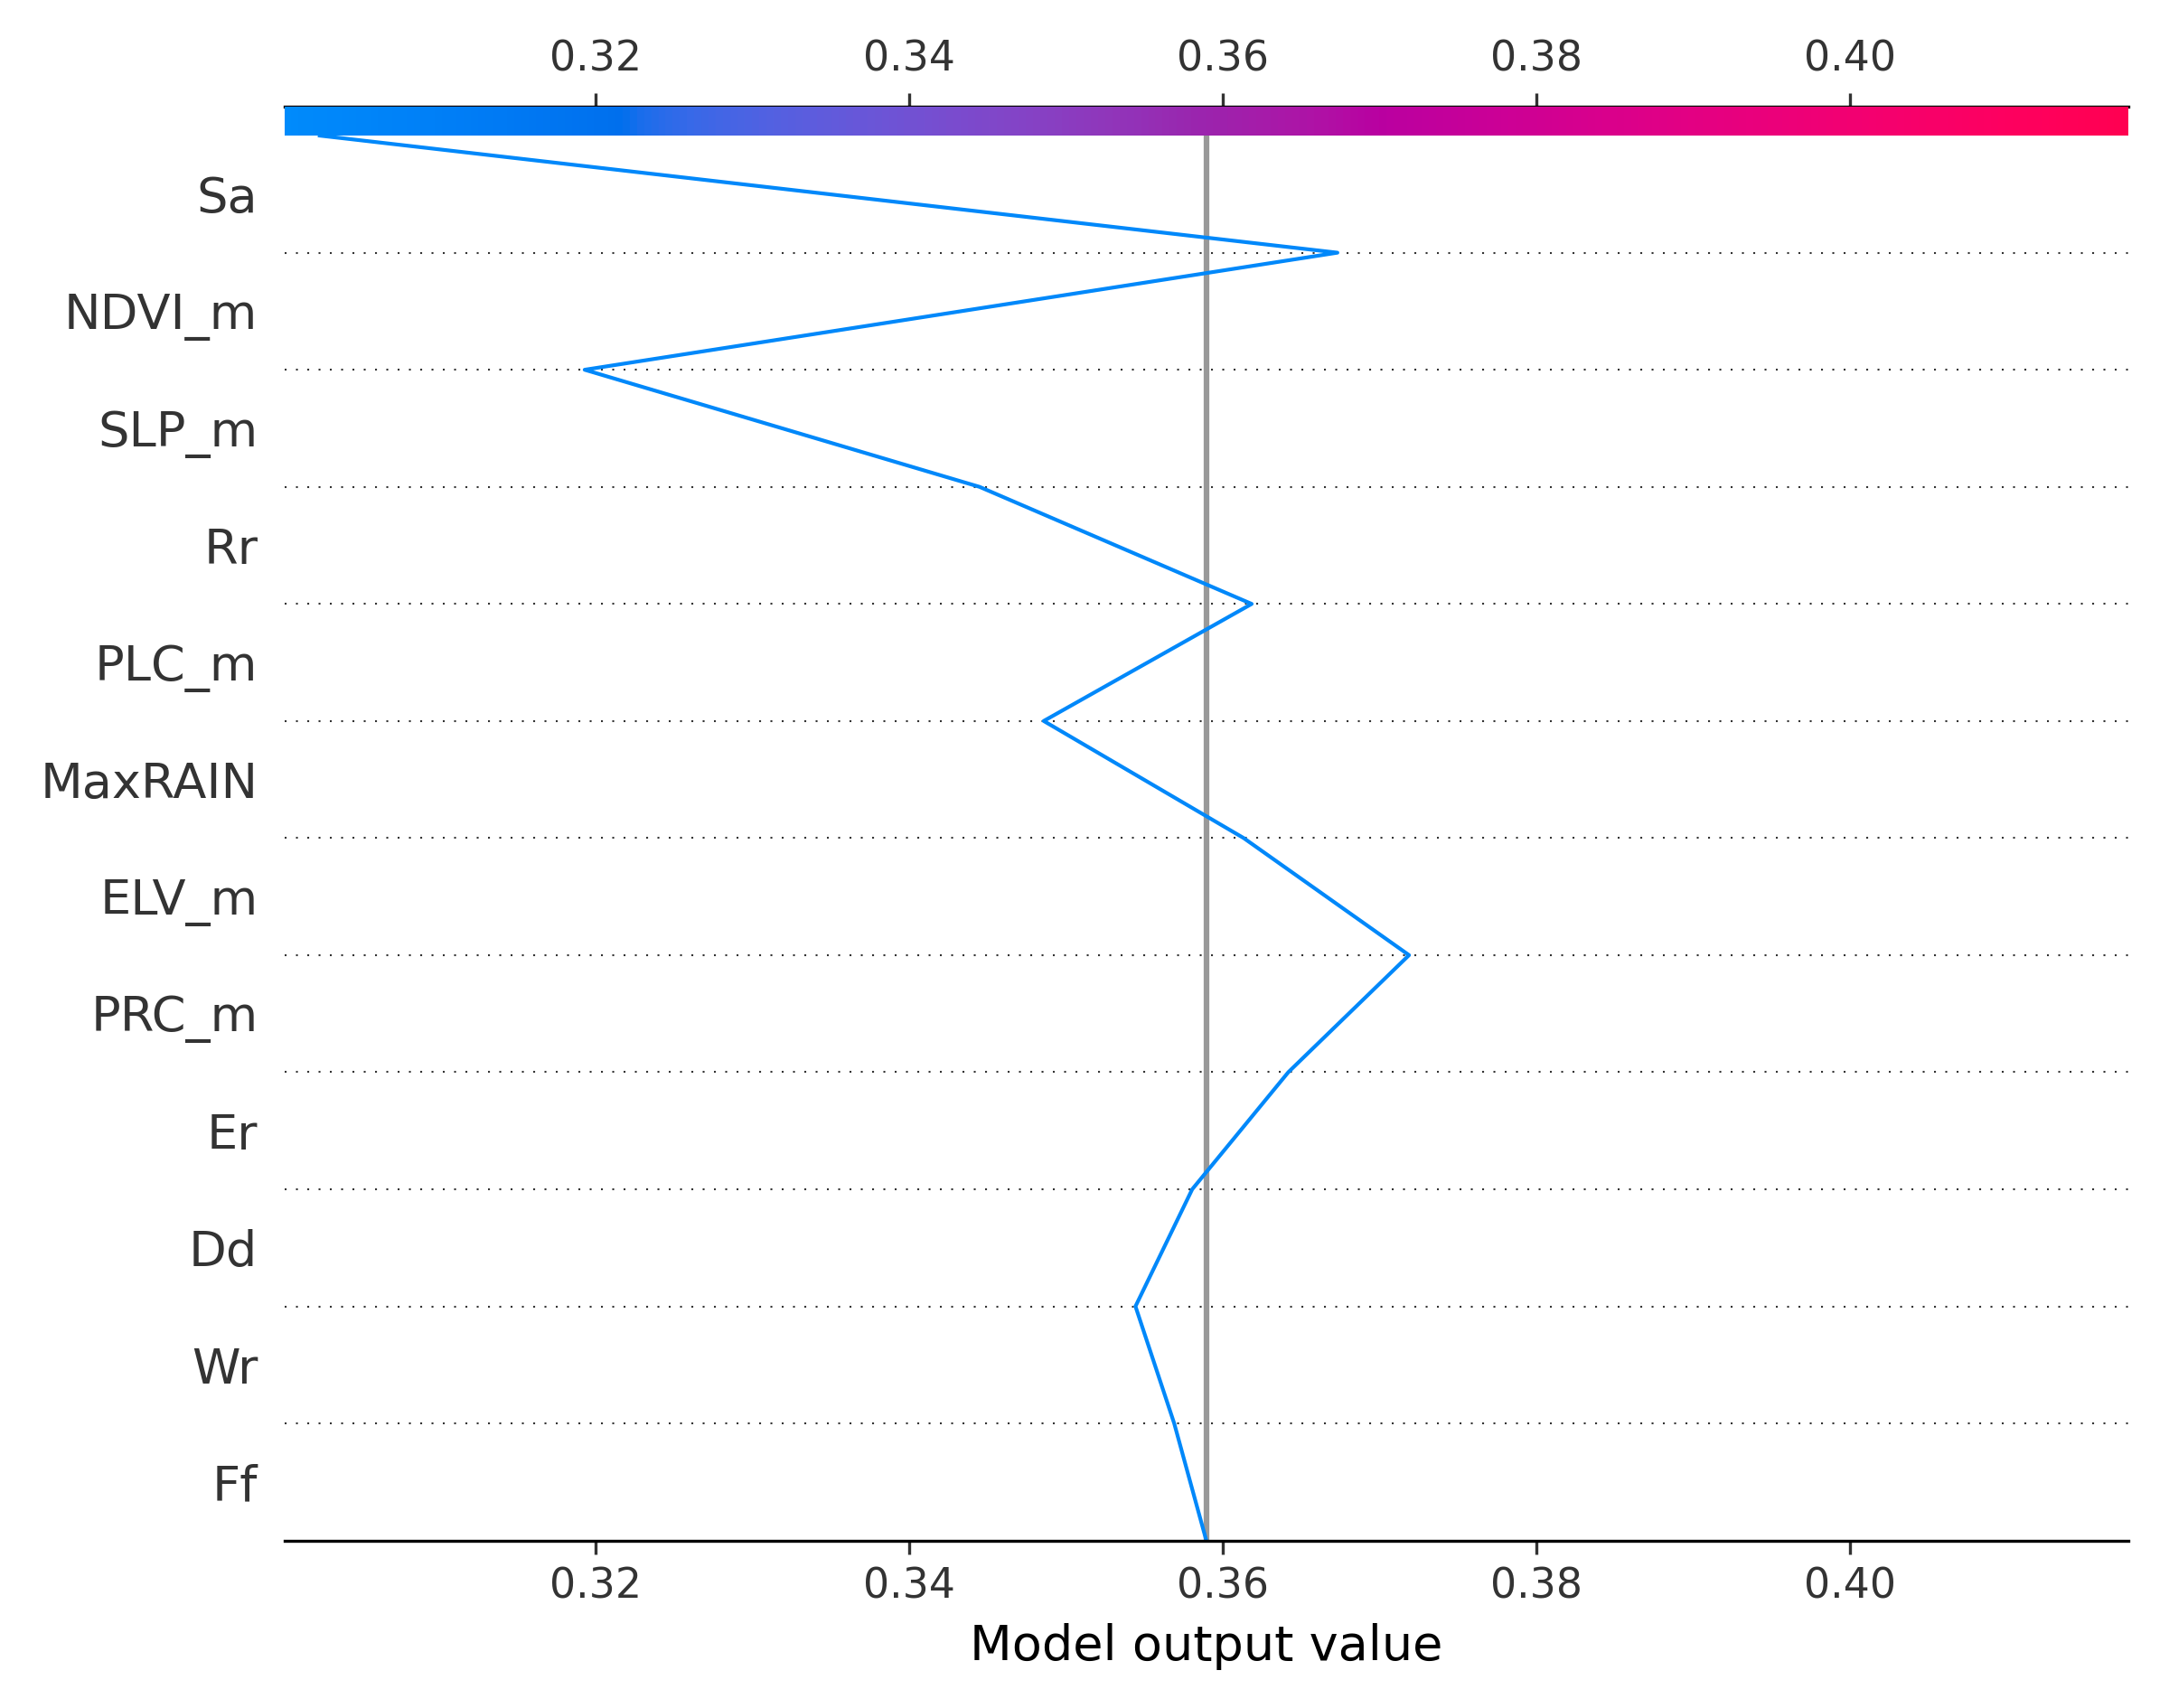 0.32 0.34 0.36 0.38 0.40
Sa
NDVI_m
SLP_m
Rr
PLC_m
MaxRAIN
ELV_m
PRC_m
Er
Dd
Wr
Ff
0.32 0.34 0.36 0.38 0.40
Model output value